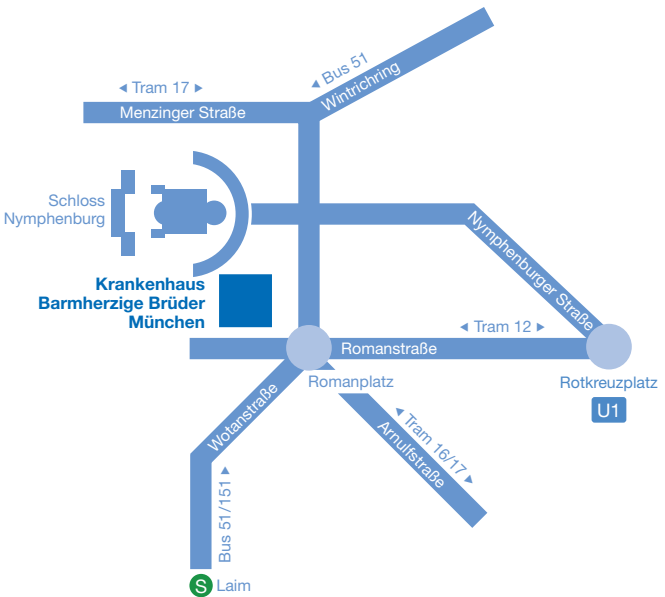 ◄ Bus 51
Wintrichring
◄ Tram 17 ►
Menzinger Straße
Schloss
Nymphenburg
Nymphenburger Straße
Krankenhaus
Barmherzige Brüder
München
◄ Tram 12 ►
Romanstraße
Romanplatz
Rotkreuzplatz
U1
Wotanstraße
◄ Tram 16/17 ►
Arnulfstraße
Bus 51/151 ►
S Laim